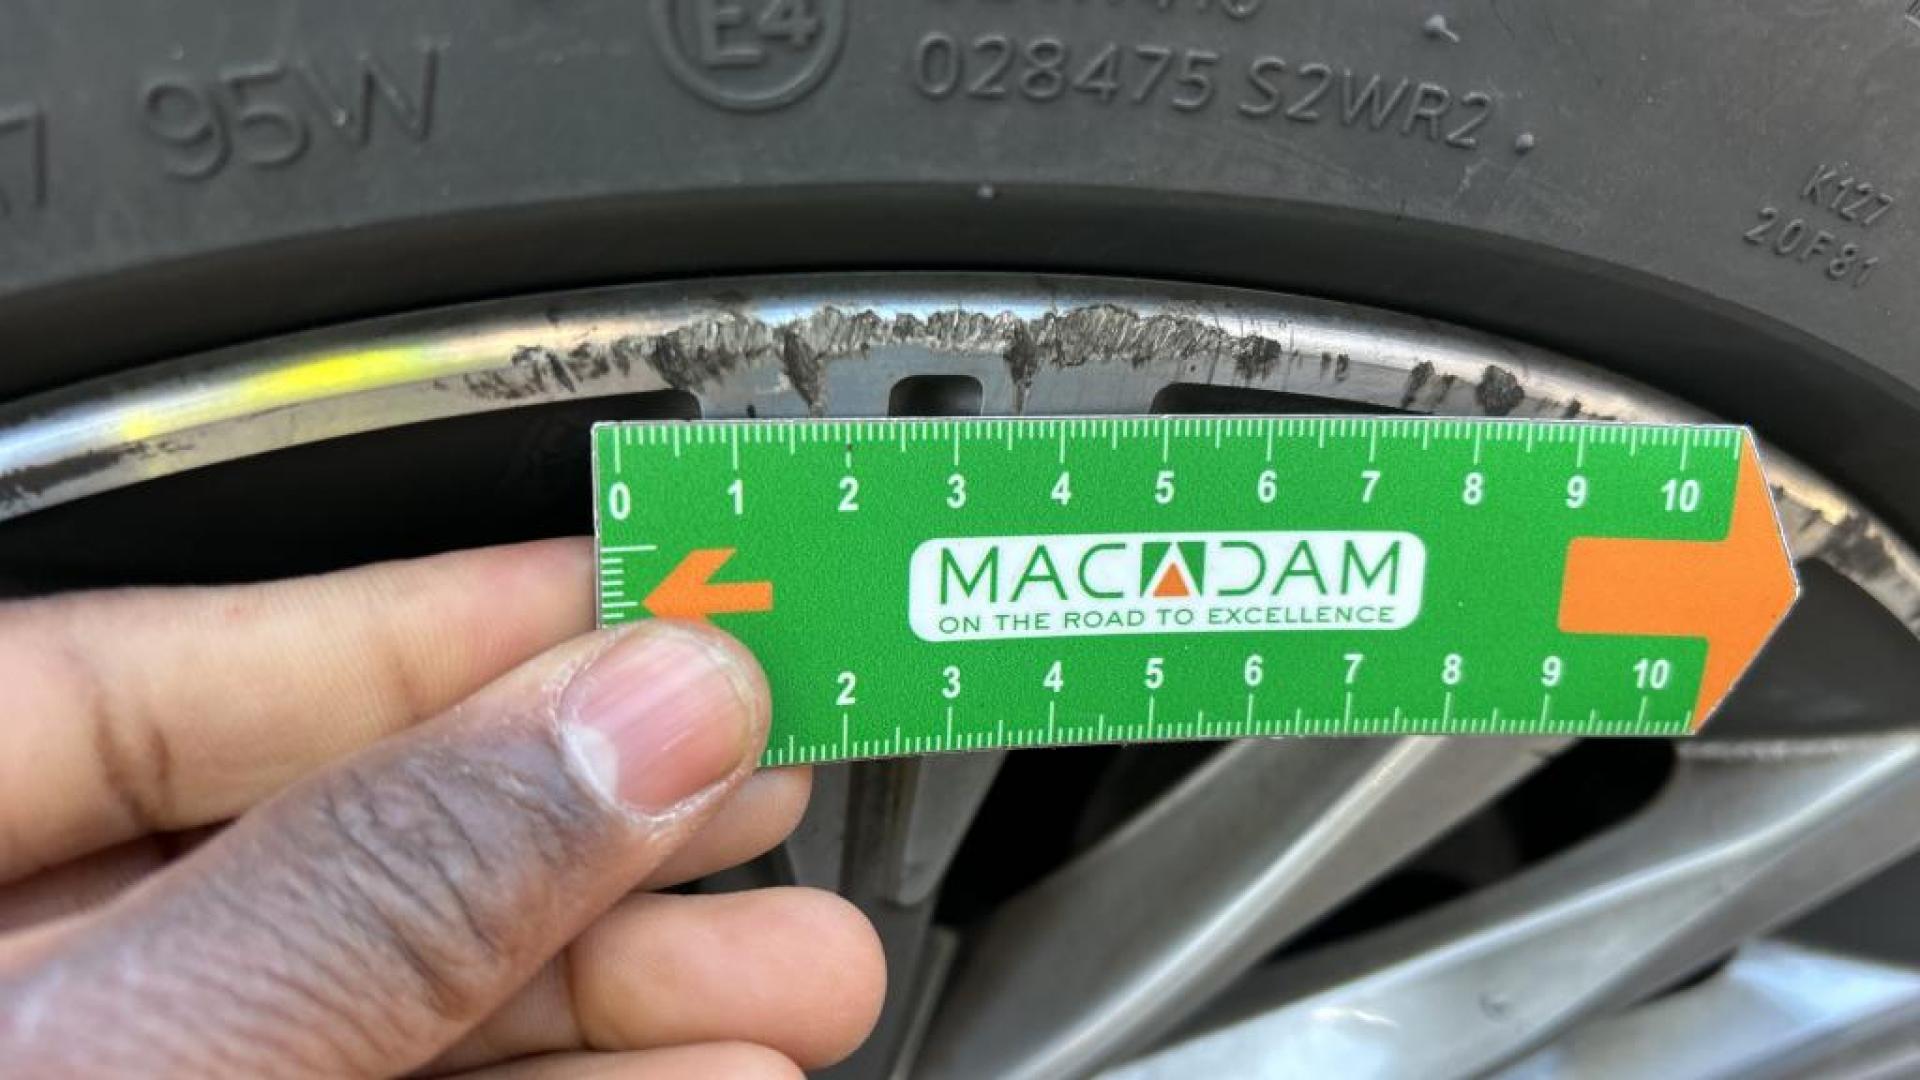 E4
95W
028475 S2WR2
K127
20F81
0 1 2 3 4 5 6 7 8 9 10
MACADAM
ON THE ROAD TO EXCELLENCE
2 3 4 5 6 7 8 9 10